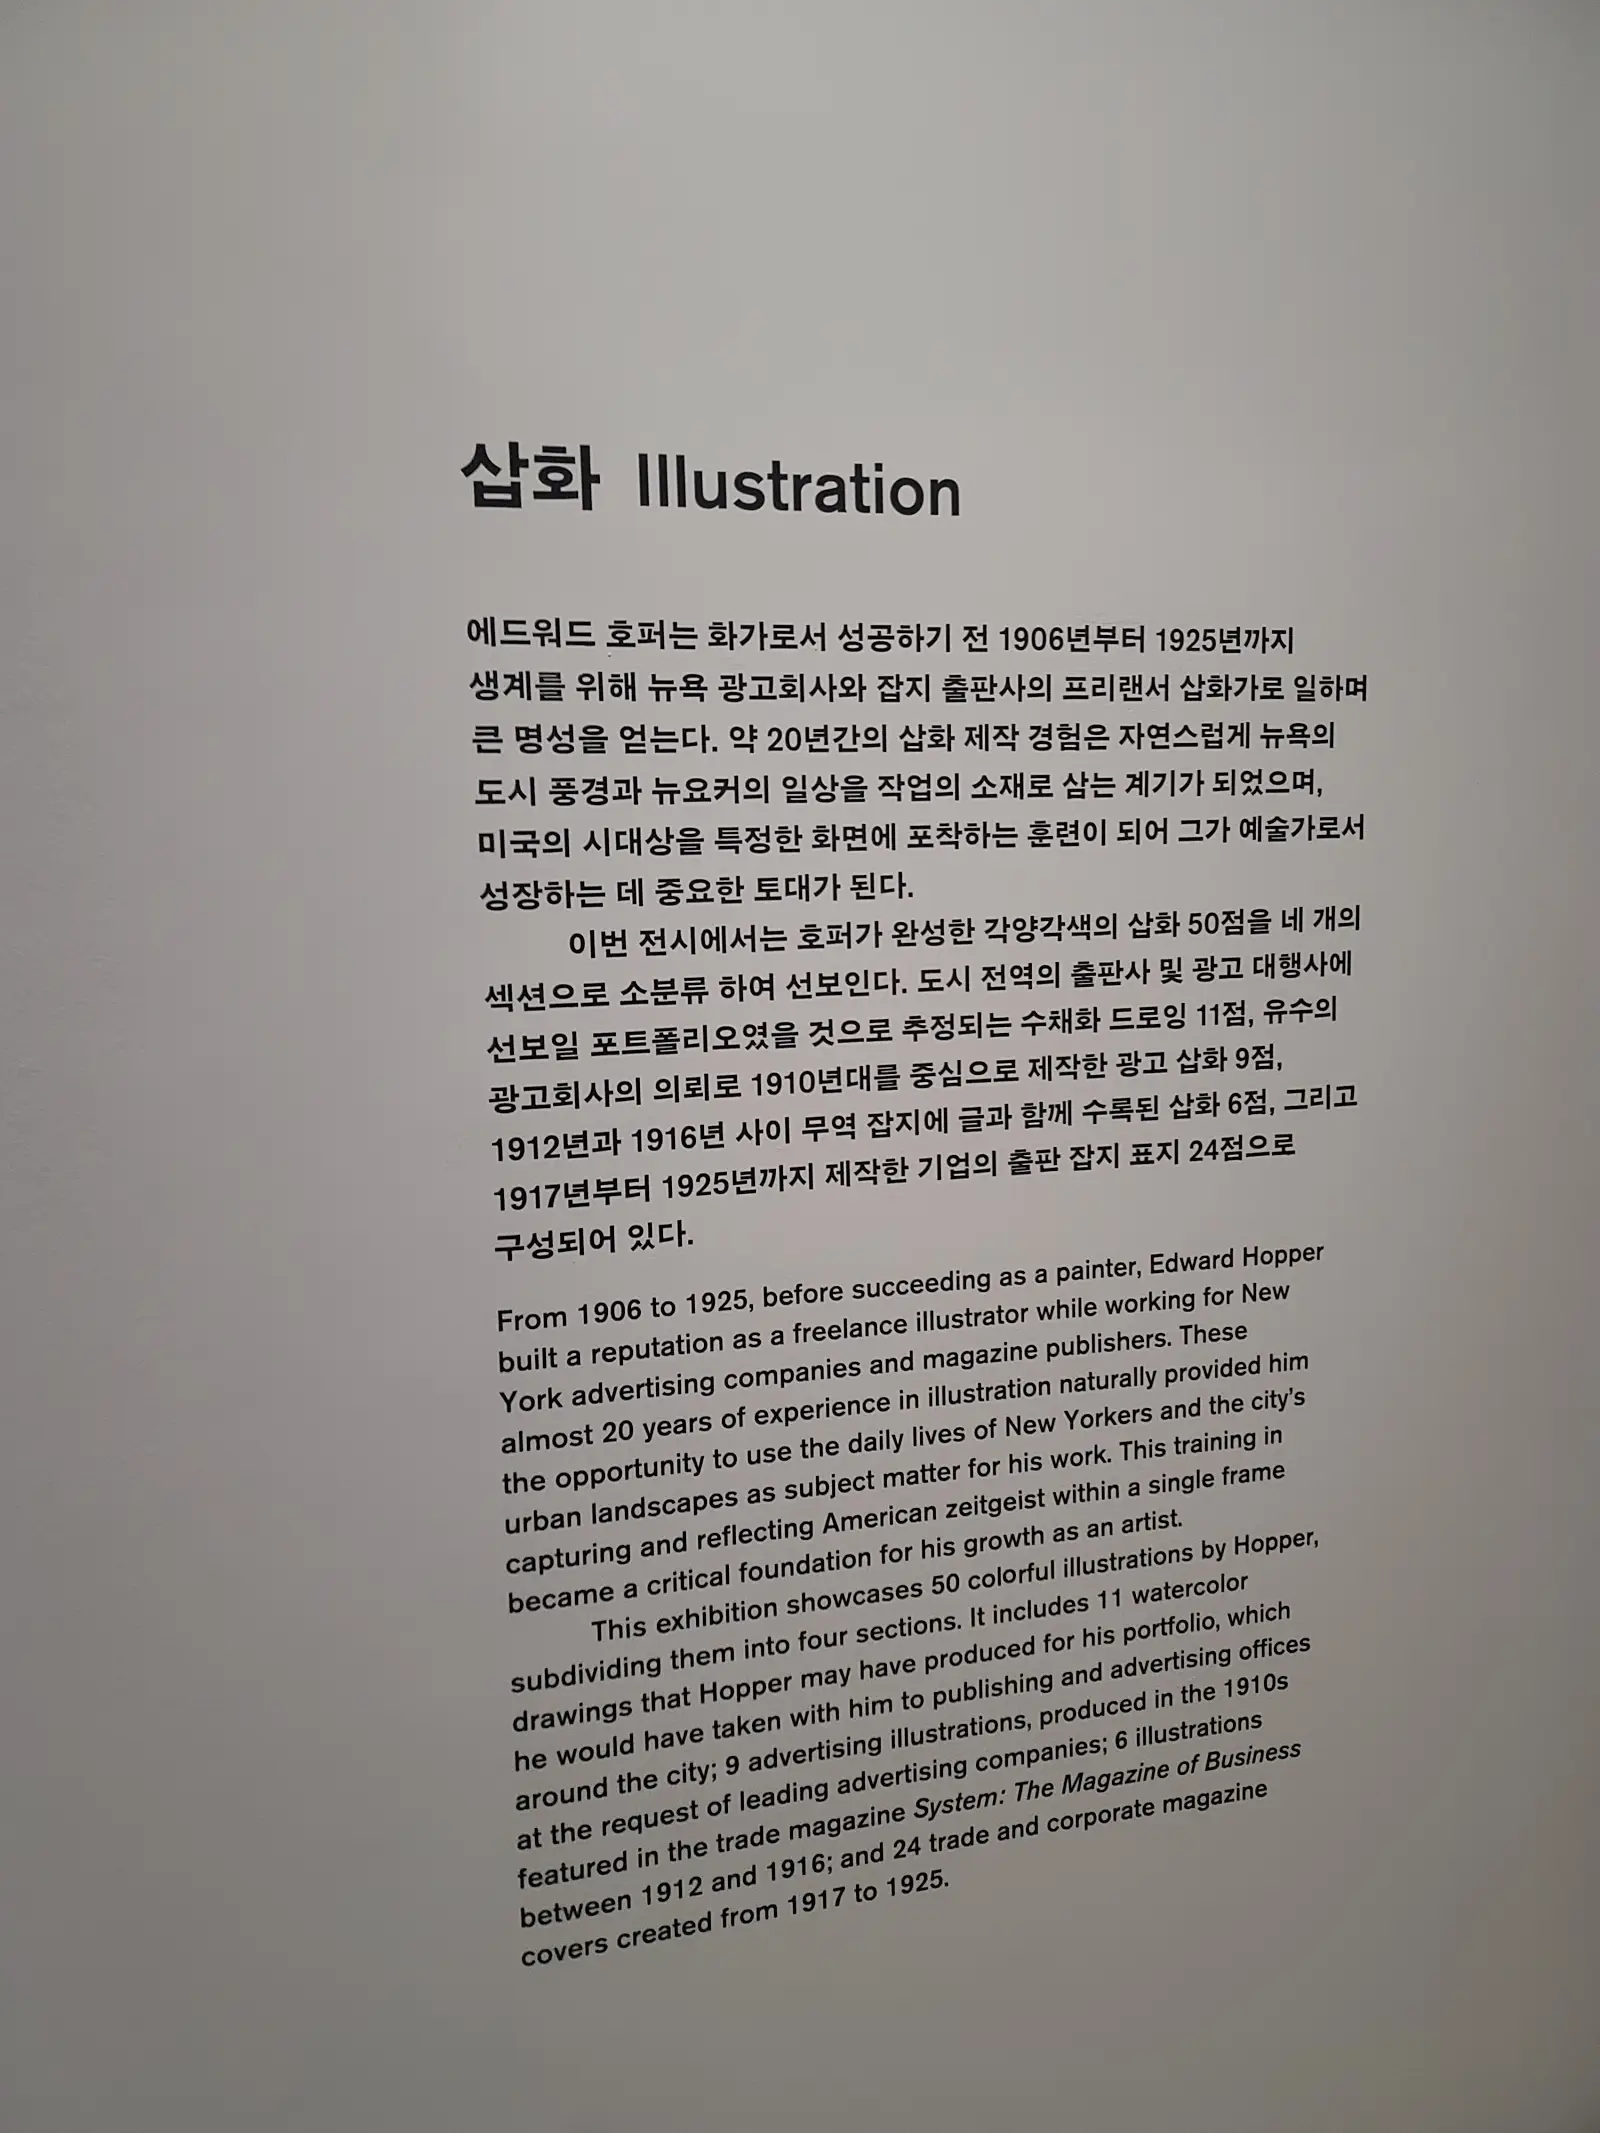 삽화 Illustration
에드워드 호퍼는 화가로서 성공하기 전 1906년부터 1925년까지
생계를 위해 뉴욕 광고회사와 잡지 출판사의 프리랜서 삽화가로 일하며
큰 명성을 얻는다. 약 20년간의 삽화 제작 경험은 자연스럽게 뉴욕의
도시 풍경과 뉴요커의 일상을 작업의 소재로 삼는 계기가 되었으며,
미국의 시대상을 특정한 화면에 포착하는 훈련이 되어 그가 예술가로서
성장하는 데 중요한 토대가 된다.
이번 전시에서는 호퍼가 완성한 각양각색의 삽화 50점을 네 개의
섹션으로 소분류 하여 선보인다. 도시 전역의 출판사 및 광고 대행사에
선보일 포트폴리오였을 것으로 추정되는 수채화 드로잉 11점, 유수의
광고회사의 의뢰로 1910년대를 중심으로 제작한 광고 삽화 9점,
1912년과 1916년 사이 무역 잡지에 글과 함께 수록된 삽화 6점, 그리고
1917년부터 1925년까지 제작한 기업의 출판 잡지 표지 24점으로
구성되어 있다.
From 1906 to 1925, before succeeding as a painter, Edward Hopper
built a reputation as a freelance illustrator while working for New
York advertising companies and magazine publishers. These
almost 20 years of experience in illustration naturally provided him
the opportunity to use the daily lives of New Yorkers and the city's
urban landscapes as subject matter for his work. This training in
capturing and reflecting American zeitgeist within a single frame
became a critical foundation for his growth as an artist.
This exhibition showcases 50 colorful illustrations by Hopper,
subdividing them into four sections. It includes 11 watercolor
drawings that Hopper may have produced for his portfolio, which
he would have taken with him to publishing and advertising offices
around the city; 9 advertising illustrations, produced in the 1910s
at the request of leading advertising companies; 6 illustrations
featured in the trade magazine System: The Magazine of Business
between 1912 and 1916; and 24 trade and corporate magazine
covers created from 1917 to 1925.